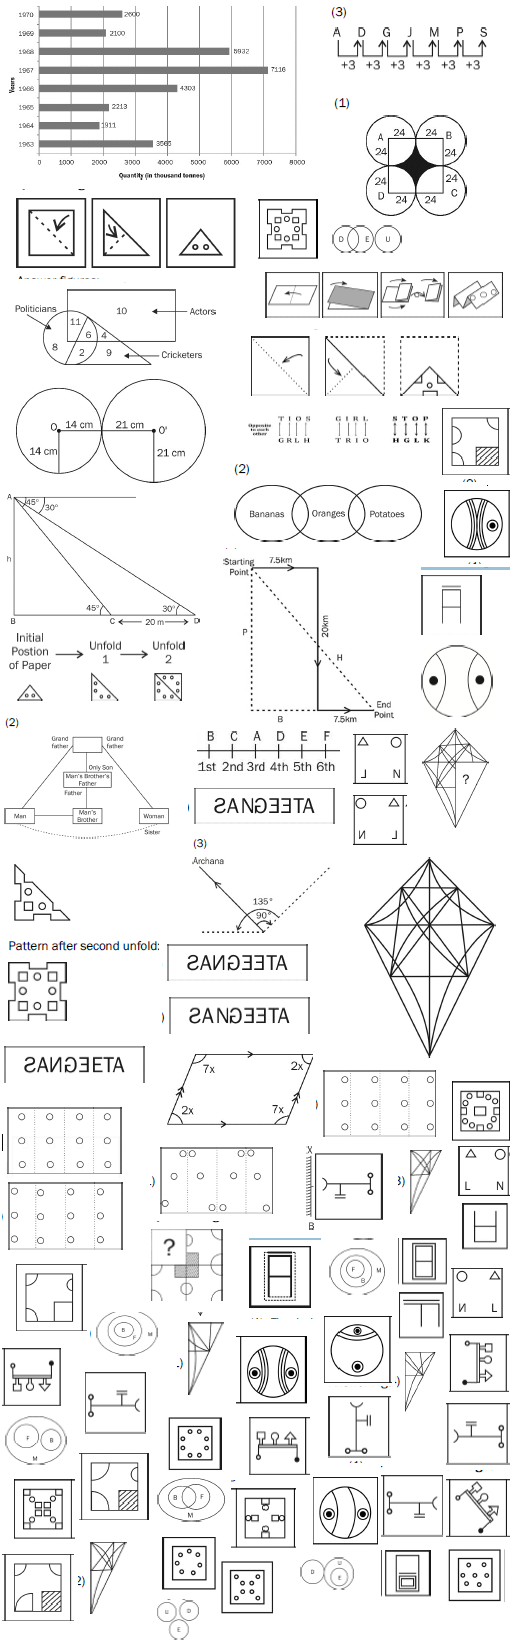 1970 2600
1969 2100
1968 5932
1967 7116
1966 4303
1965 2213
1964 1911
1963 3565
Years
0 1000 2000 3000 4000 5000 6000 7000 8000
Quantity (in thousand tonnes)
(3)
A D G J M P S
+3 +3 +3 +3 +3 +3
(1)
A 24 24 B
24 24
24 24
D 24 24 C
D E U
Politicians
10
Actors
11
6 4
8
2 9
Cricketers
O 14 cm 21 cm O'
14 cm
21 cm
Opposite to each other
T I O S
G R L H
G I R L
T R I O
S T O P
H G L K
(2)
Bananas Oranges Potatoes
A 45° 30°
h
45° 30°
B C 20 m D
Starting Point
7.5km
20km
P
H
B
7.5km
End Point
Initial Postion of Paper
Unfold 1
Unfold 2
(2)
Grand father
Grand father
Only Son
Man's Brother's Father
Father
Man
Man's Brother
Woman
Sister
B C A D E F
1st 2nd 3rd 4th 5th 6th
SANGEETA
L N
N L
?
(3)
Archana
135°
90°
Pattern after second unfold:
SANGEETA
SANGEETA
SANGEETA
7x 2x
2x 7x
X
B
L N
?
F B M
N L
B F M
F B
M
B F
M
2)
D U E
U D
E